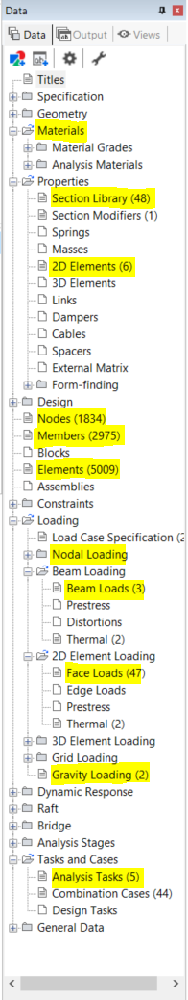 Data
Data Output Views
Titles
Specification
Geometry
Materials
Material Grades
Analysis Materials
Properties
Section Library (48)
Section Modifiers (1)
Springs
Masses
2D Elements (6)
3D Elements
Links
Dampers
Cables
Spacers
External Matrix
Form-finding
Design
Nodes (1834)
Members (2975)
Blocks
Elements (5009)
Assemblies
Constraints
Loading
Load Case Specification (2
Nodal Loading
Beam Loading
Beam Loads (3)
Prestress
Distortions
Thermal (2)
2D Element Loading
Face Loads (47)
Edge Loads
Prestress
Thermal (2)
3D Element Loading
Grid Loading
Gravity Loading (2)
Dynamic Response
Raft
Bridge
Analysis Stages
Tasks and Cases
Analysis Tasks (5)
Combination Cases (44)
Design Tasks
General Data